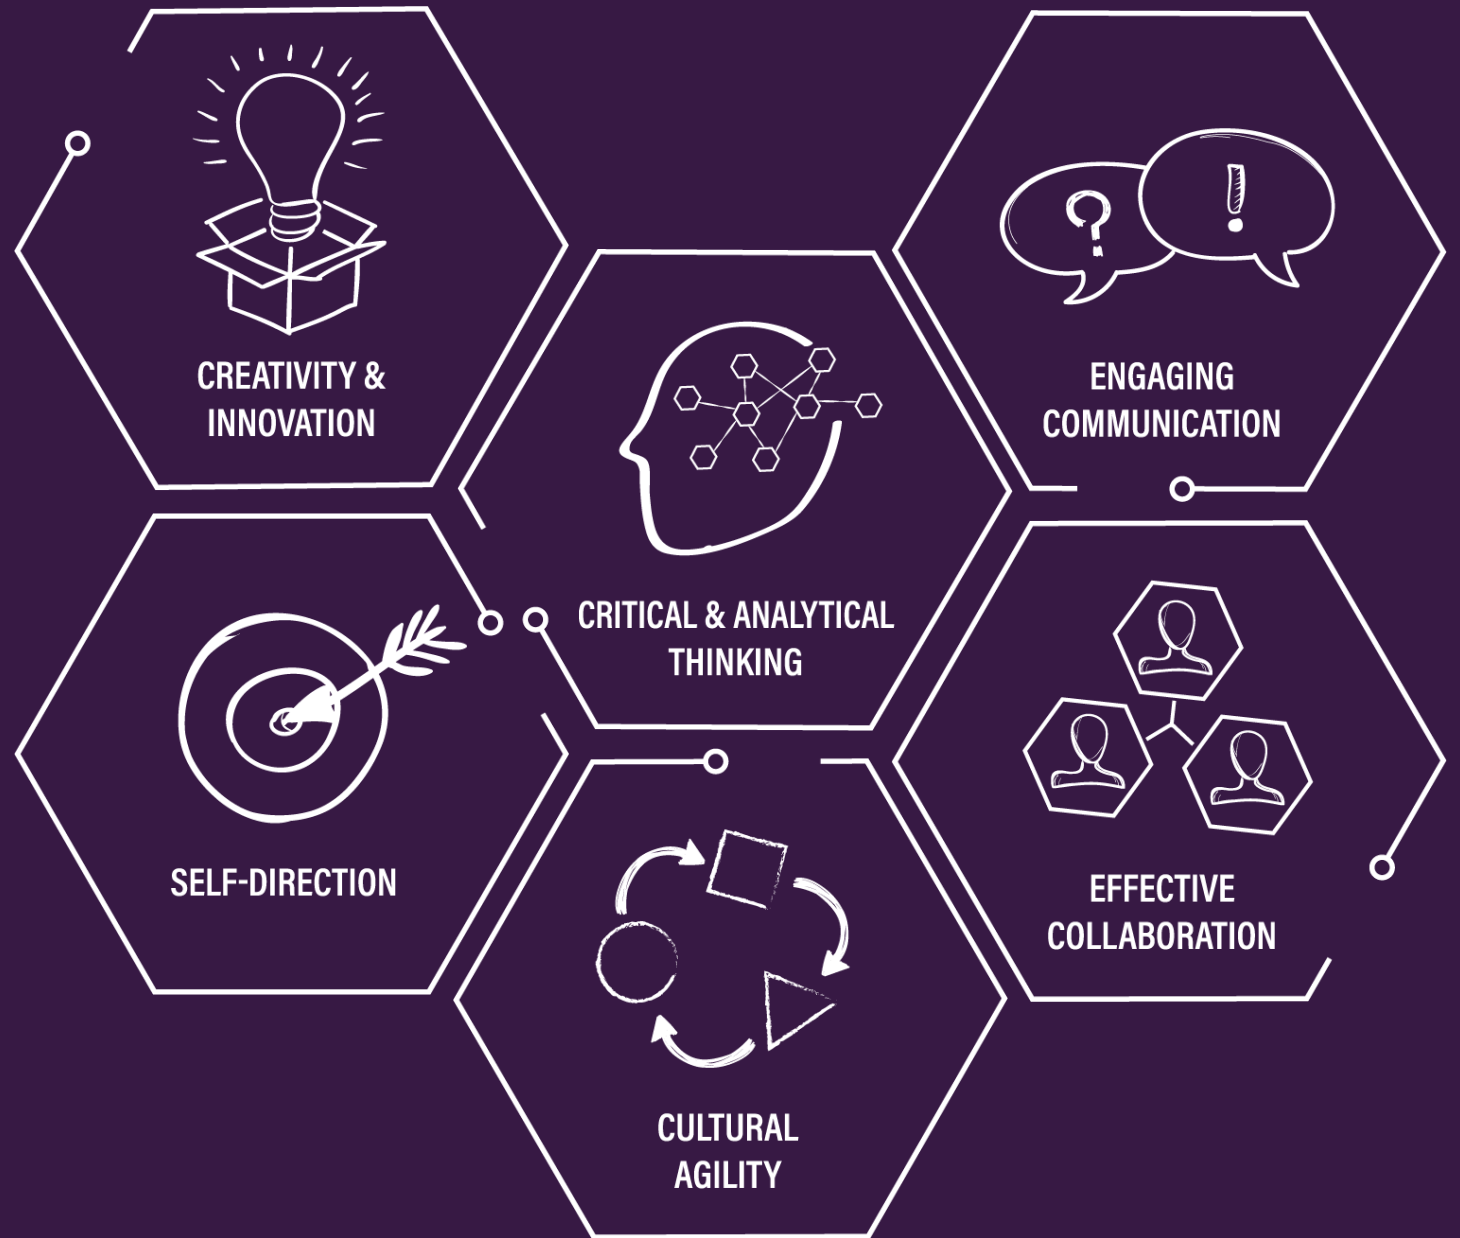 CREATIVITY &
INNOVATION
?
!
ENGAGING
COMMUNICATION
CRITICAL & ANALYTICAL
THINKING
SELF-DIRECTION
EFFECTIVE
COLLABORATION
CULTURAL
AGILITY